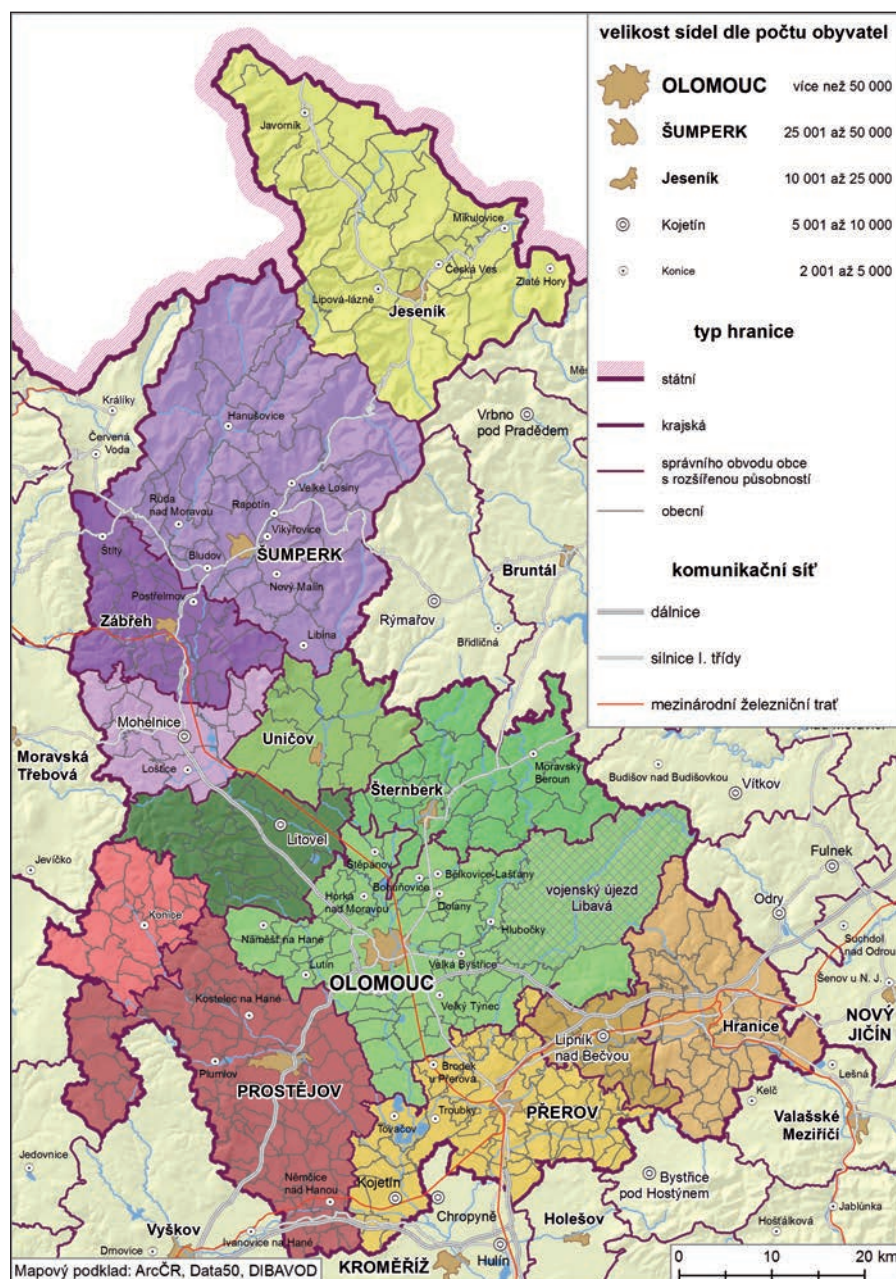 velikost sídel dle počtu obyvatel
OLOMOUC
více než 50 000
ŠUMPERK
25 001 až 50 000
Jeseník
10 001 až 25 000
Kojetín
5 001 až 10 000
Konice
2 001 až 5 000
typ hranice
státní
krajská
správního obvodu obce
s rozšířenou působností
obecní
komunikační síť
dálnice
silnice I. třídy
mezinárodní železniční trať
Javorník
Mikulovice
Česká Ves
Zlaté Hory
Lipová-lázně
Jeseník
Králíky
Červená
Voda
Hanušovice
Vrbno
pod Pradědem
Velké Losiny
Ruda
nad Moravou
Rapotín
Vikýřovice
ŠUMPERK
Štíty
Bludov
Nový Malín
Bruntál
Postřelmov
Rýmařov
Zábřeh
Břidličná
Libina
Mohelnice
Uničov
Moravská
Třebová
Loštice
Moravský
Beroun
Budišov nad Budišovkou
Vítkov
Šternberk
Litovel
Štěpánov
Jevíčko
Bohuňovice
Bělkovice-Lašťany
Fulnek
Horka
nad Moravou
Dolany
vojenský újezd
Libavá
Odry
Konice
Náměšť na Hané
Hlubočky
Suchdol
nad Odrou
Lutín
OLOMOUC
Velká Bystřice
Šenov u N. J.
Kostelec na Hané
Velký Týnec
Hranice
NOVÝ
JIČÍN
Lipník
nad Bečvou
Plumlov
PROSTĚJOV
Brodek
u Přerova
Lešná
Kelč
Troubky
PŘEROV
Tovačov
Valašské
Meziříčí
Jedovnice
Němčice
nad Hanou
Kojetín
Bystřice
pod Hostýnem
Chropyně
Jablůnka
Vyškov
Ivanovice na Hané
Holešov
Hošťálková
Drnovice
KROMĚŘÍŽ
Hulín
0 10 20 km
Mapový podklad: ArcČR, Data50, DIBAVOD